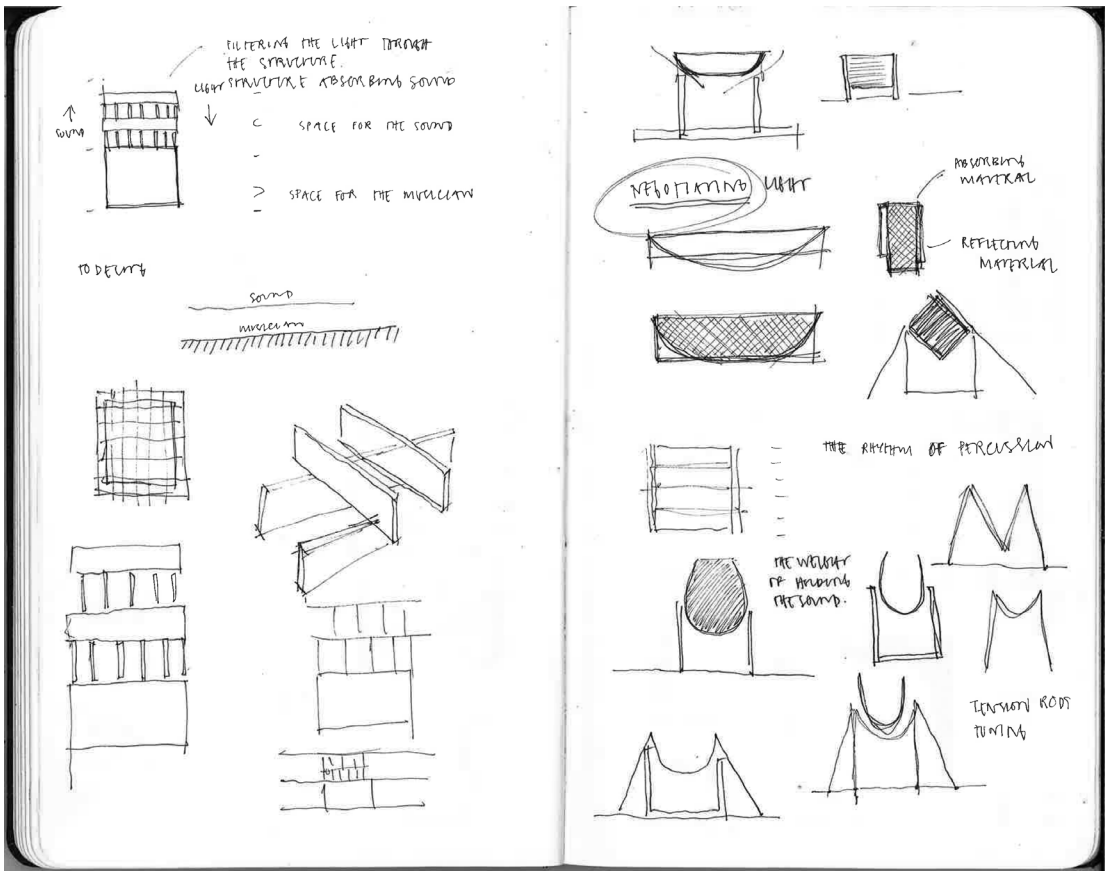 FILTERING THE LIGHT THROUGH
THE STRUCTURE.
STRUCTURE ABSORBING SOUND
LIGHT
SOUND
SPACE FOR THE SOUND
SPACE FOR THE MUSICIAN
SOUND
MUSICIAN
NEGOTIATING LIGHT
ABSORBING
MATERIAL
REFLECTING
MATERIAL
THE RHYTHM OF PERCUSSION
THE WEIGHT
OF HOLDING
THE SOUND.
TENSION RODS
TUNING